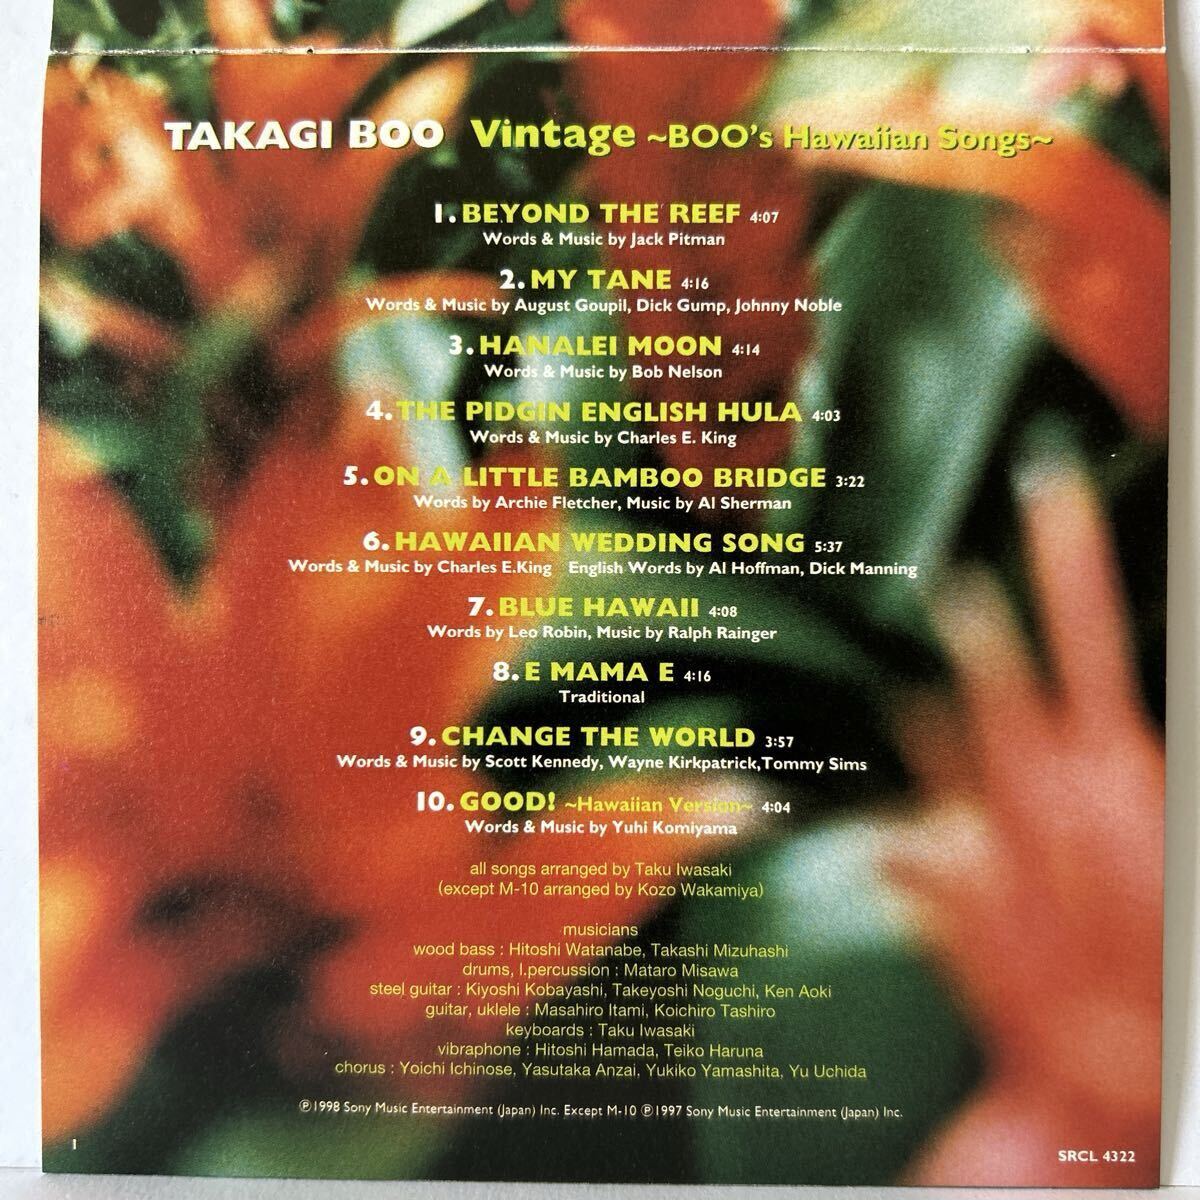 TAKAGI BOO Vintage ~BOO's Hawaiian Songs~
1. BEYOND THE REEF 4:07
Words & Music by Jack Pitman
2. MY TANE 4:16
Words & Music by August Goupil, Dick Gump, Johnny Noble
3. HANALEI MOON 4:14
Words & Music by Bob Nelson
4. THE PIDGIN ENGLISH HULA 4:03
Words & Music by Charles E. King
5. ON A LITTLE BAMBOO BRIDGE 3:22
Words by Archie Fletcher, Music by Al Sherman
6. HAWAIIAN WEDDING SONG 5:37
Words & Music by Charles E.King English Words by Al Hoffman, Dick Manning
7. BLUE HAWAII 4:08
Words by Leo Robin, Music by Ralph Rainger
8. E MAMA E 4:16
Traditional
9. CHANGE THE WORLD 3:57
Words & Music by Scott Kennedy, Wayne Kirkpatrick,Tommy Sims
10. GOOD! ~Hawaiian Version~ 4:04
Words & Music by Yuhi Komiyama
all songs arranged by Taku Iwasaki
(except M-10 arranged by Kozo Wakamiya)
musicians
wood bass : Hitoshi Watanabe, Takashi Mizuhashi
drums, l.percussion : Mataro Misawa
steel guitar : Kiyoshi Kobayashi, Takeyoshi Noguchi, Ken Aoki
guitar, uklele : Masahiro Itami, Koichiro Tashiro
keyboards : Taku Iwasaki
vibraphone : Hitoshi Hamada, Teiko Haruna
chorus : Yoichi Ichinose, Yasutaka Anzai, Yukiko Yamashita, Yu Uchida
℗1998 Sony Music Entertainment (Japan) Inc. Except M-10 ℗1997 Sony Music Entertainment (Japan) Inc.
1
SRCL 4322